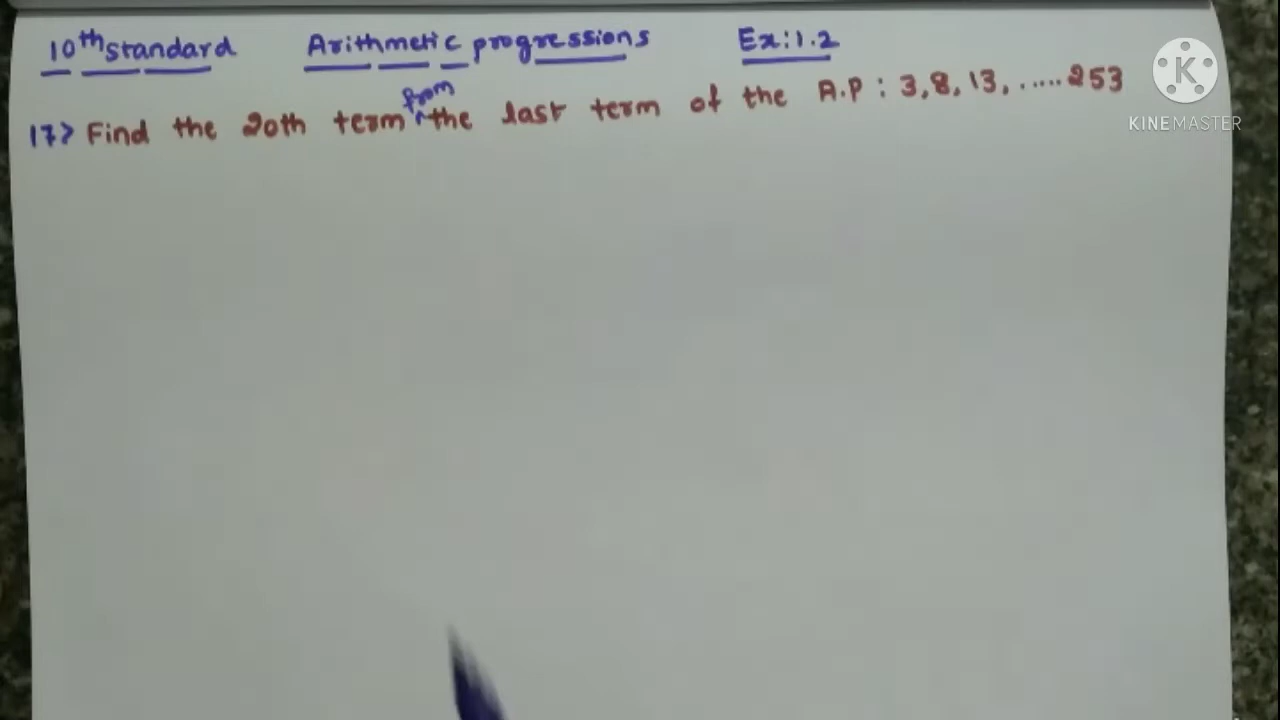 10th standard Arithmetic progressions Ex:1.2
17> Find the 20th term from the last term of the A.P : 3,8,13,.....253
KINEMASTER